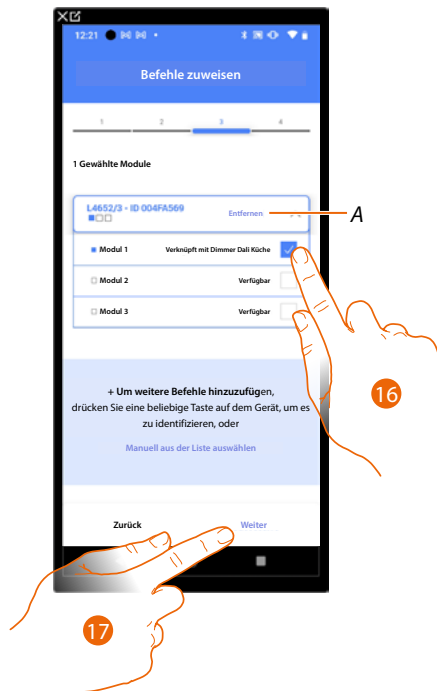 12:21
Befehle zuweisen
1 2 3 4
1 Gewählte Module
L4652/3 - ID 004FA569 Entfernen
A
Modul 1 Verknüpft mit Dimmer Dali Küche
Modul 2 Verfügbar
Modul 3 Verfügbar
16
+ Um weitere Befehle hinzuzufügen,
drücken Sie eine beliebige Taste auf dem Gerät, um es
zu identifizieren, oder
Manuell aus der Liste auswählen
Zurück Weiter
17